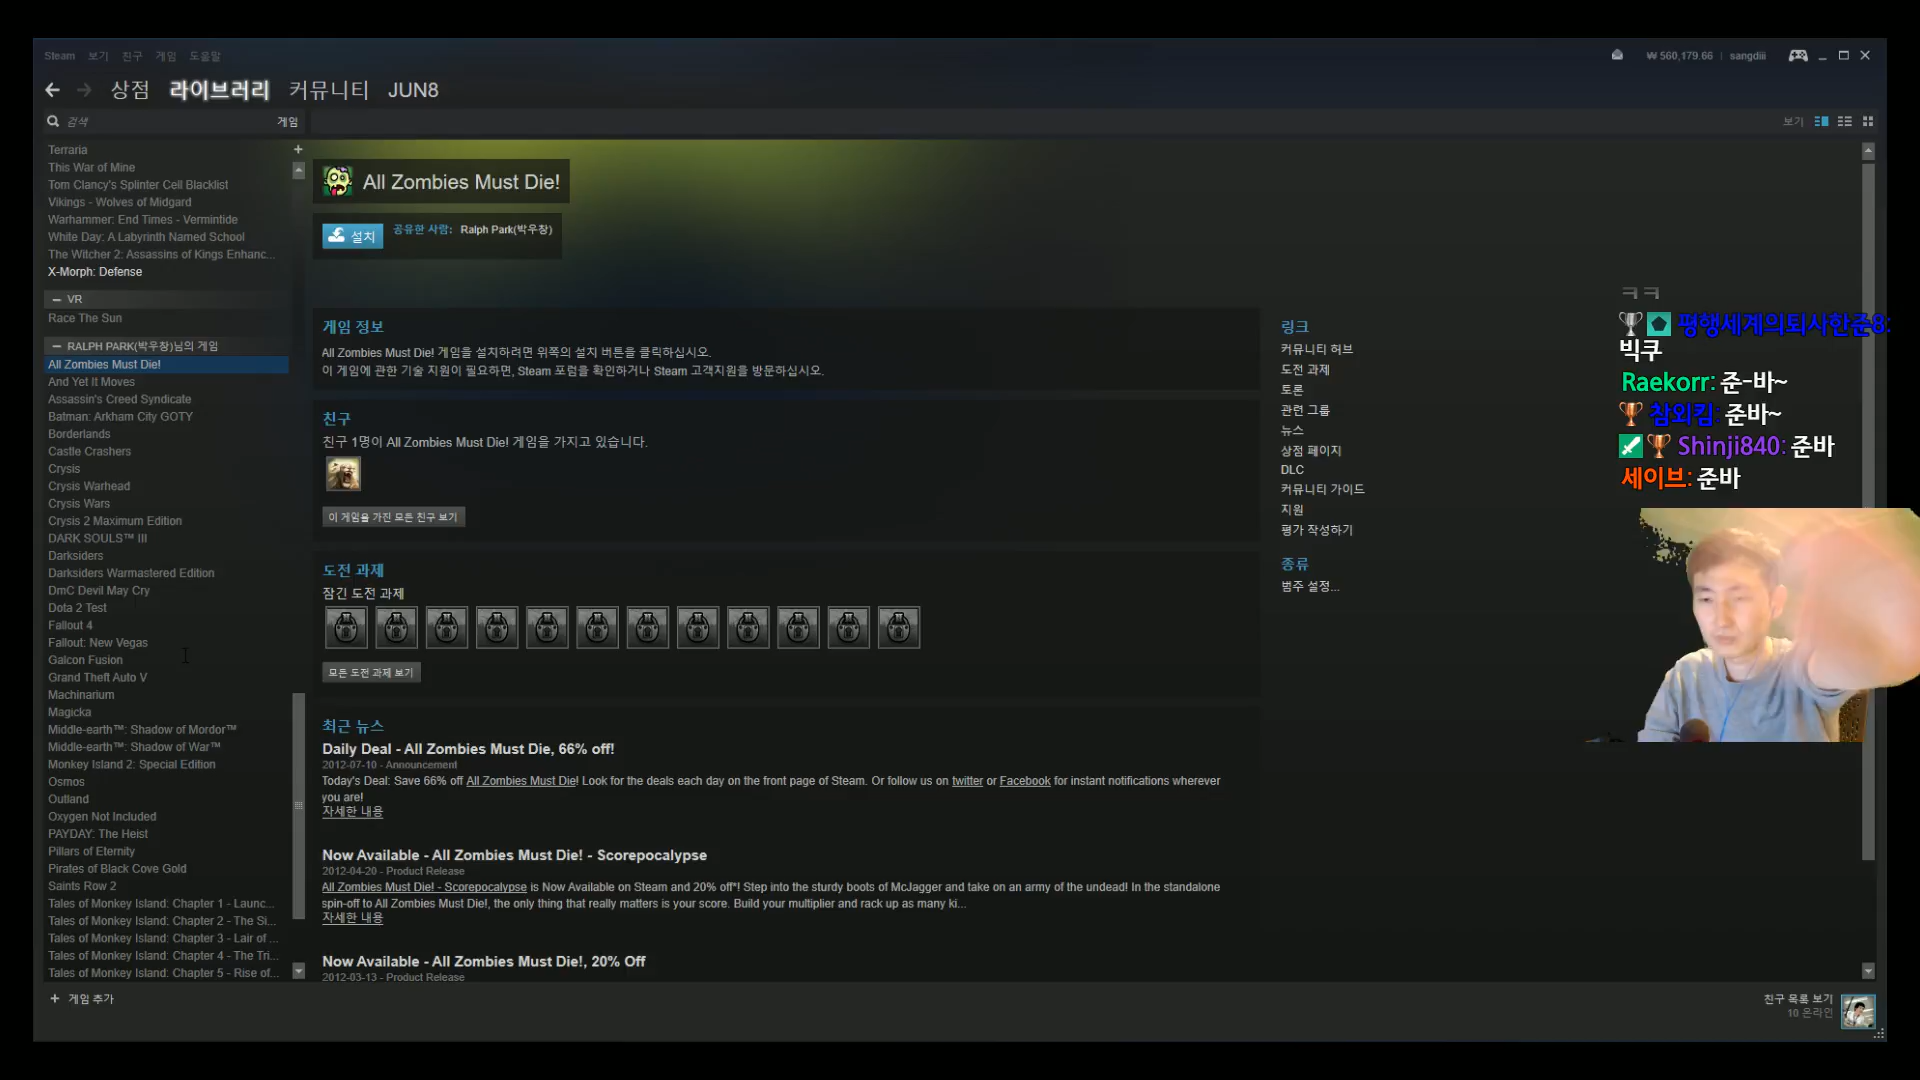 Steam 보기 친구 게임 도움말
₩ 560,179.66 | sangdiii
상점 라이브러리 커뮤니티 JUN8
검색 게임
보기
Terraria
This War of Mine
Tom Clancy's Splinter Cell Blacklist
Vikings - Wolves of Midgard
Warhammer: End Times - Vermintide
White Day: A Labyrinth Named School
The Witcher 2: Assassins of Kings Enhanc...
X-Morph: Defense
VR
Race The Sun
RALPH PARK(박우창)님의 게임
All Zombies Must Die!
And Yet It Moves
Assassin's Creed Syndicate
Batman: Arkham City GOTY
Borderlands
Castle Crashers
Crysis
Crysis Warhead
Crysis Wars
Crysis 2 Maximum Edition
DARK SOULS™ III
Darksiders
Darksiders Warmastered Edition
DmC Devil May Cry
Dota 2 Test
Fallout 4
Fallout: New Vegas
Galcon Fusion
Grand Theft Auto V
Machinarium
Magicka
Middle-earth™: Shadow of Mordor™
Middle-earth™: Shadow of War™
Monkey Island 2: Special Edition
Osmos
Outland
Oxygen Not Included
PAYDAY: The Heist
Pillars of Eternity
Pirates of Black Cove Gold
Saints Row 2
Tales of Monkey Island: Chapter 1 - Launc...
Tales of Monkey Island: Chapter 2 - The Si...
Tales of Monkey Island: Chapter 3 - Lair of ...
Tales of Monkey Island: Chapter 4 - The Tri...
Tales of Monkey Island: Chapter 5 - Rise of...
+ 게임 추가
All Zombies Must Die!
설치 공유한 사람: Ralph Park(박우창)
게임 정보
All Zombies Must Die! 게임을 설치하려면 위쪽의 설치 버튼을 클릭하십시오.
이 게임에 관한 기술 지원이 필요하면, Steam 포럼을 확인하거나 Steam 고객지원을 방문하십시오.
친구
친구 1명이 All Zombies Must Die! 게임을 가지고 있습니다.
이 게임을 가진 모든 친구 보기
도전 과제
잠긴 도전 과제
모든 도전 과제 보기
최근 뉴스
Daily Deal - All Zombies Must Die, 66% off!
2012-07-10 - Announcement
Today's Deal: Save 66% off All Zombies Must Die! Look for the deals each day on the front page of Steam. Or follow us on twitter or Facebook for instant notifications wherever
you are!
자세한 내용
Now Available - All Zombies Must Die! - Scorepocalypse
2012-04-20 - Product Release
All Zombies Must Die! - Scorepocalypse is Now Available on Steam and 20% off*! Step into the sturdy boots of McJagger and take on an army of the undead! In the standalone
spin-off to All Zombies Must Die!, the only thing that really matters is your score. Build your multiplier and rack up as many ki...
자세한 내용
Now Available - All Zombies Must Die!, 20% Off
2012-03-13 - Product Release
링크
커뮤니티 허브
도전 과제
토론
관련 그룹
뉴스
상점 페이지
DLC
커뮤니티 가이드
지원
평가 작성하기
종류
범주 설정...
ㅋㅋ
평행세계의퇴사한준8:
빅쿠
Raekorr: 준-바~
참외킴: 준바~
Shinji840: 준바
세이브: 준바
친구 목록 보기
10 온라인